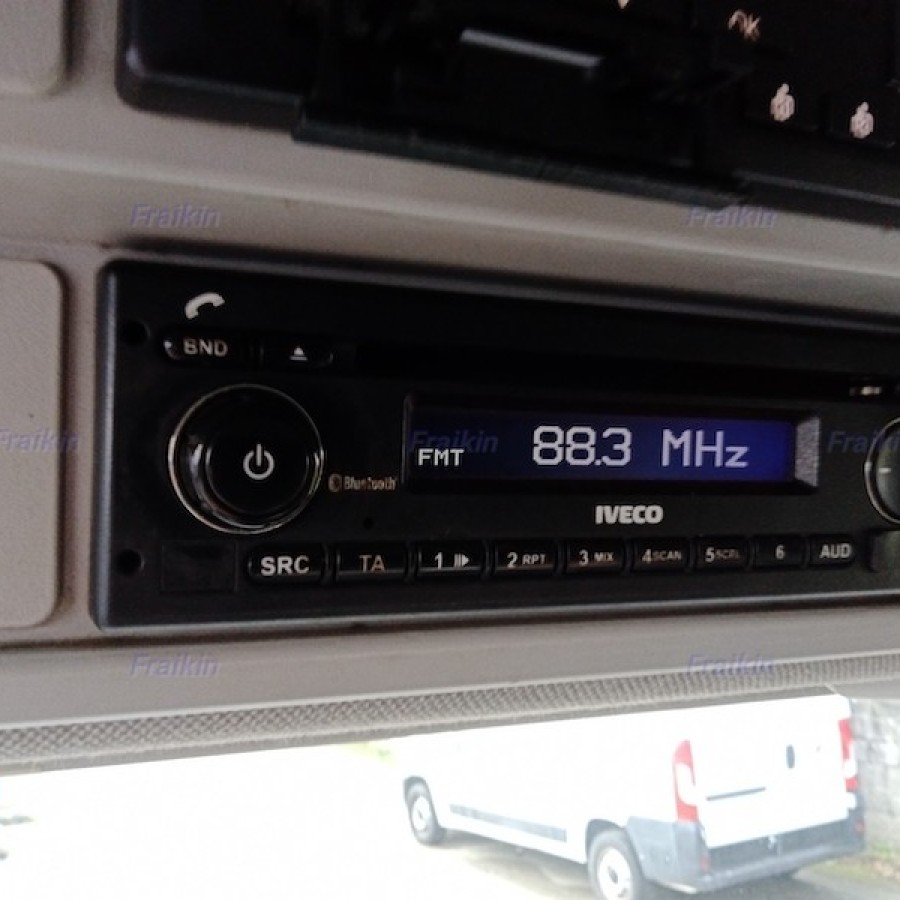 Fraikin Fraikin
BND
Fraikin Fraikin Fraikin
FMT 88.3 MHz
Bluetooth
IVECO
SRC TA 1 2 RPT 3 MIX 4 SCAN 5 SCRL 6 AUD
Fraikin Fraikin